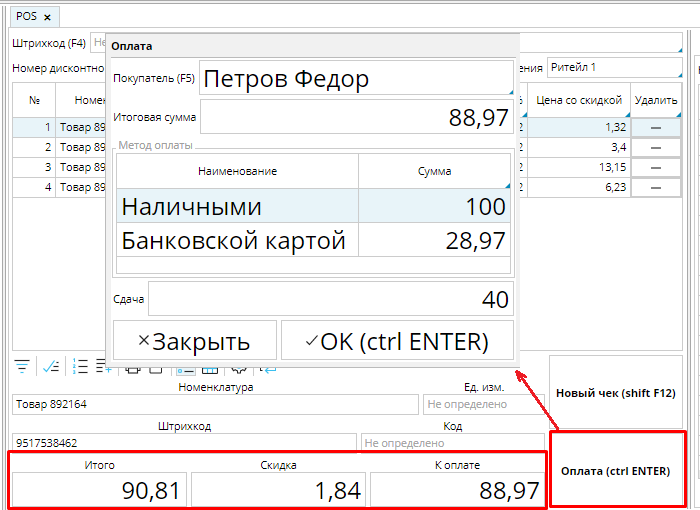 POS ×
Штрихкод (F4)
Оплата
Номер дисконтно
ения Ритейл 1
Покупатель (F5) Петров Федор
Итоговая сумма 88,97
Метод оплаты
Наименование Сумма
Наличными 100
Банковской картой 28,97
Сдача 40
Закрыть OK (ctrl ENTER)
№ Номен % Цена со скидкой Удалить
1 Товар 89 2 1,32 —
2 Товар 89 2 3,4 —
3 Товар 89 2 13,15 —
4 Товар 89 2 6,23 —
Номенклатура Ед. изм.
Товар 892164 Не определено
Штрихкод Код
9517538462 Не определено
Итого Скидка К оплате
90,81 1,84 88,97
Новый чек (shift F12)
Оплата (ctrl ENTER)